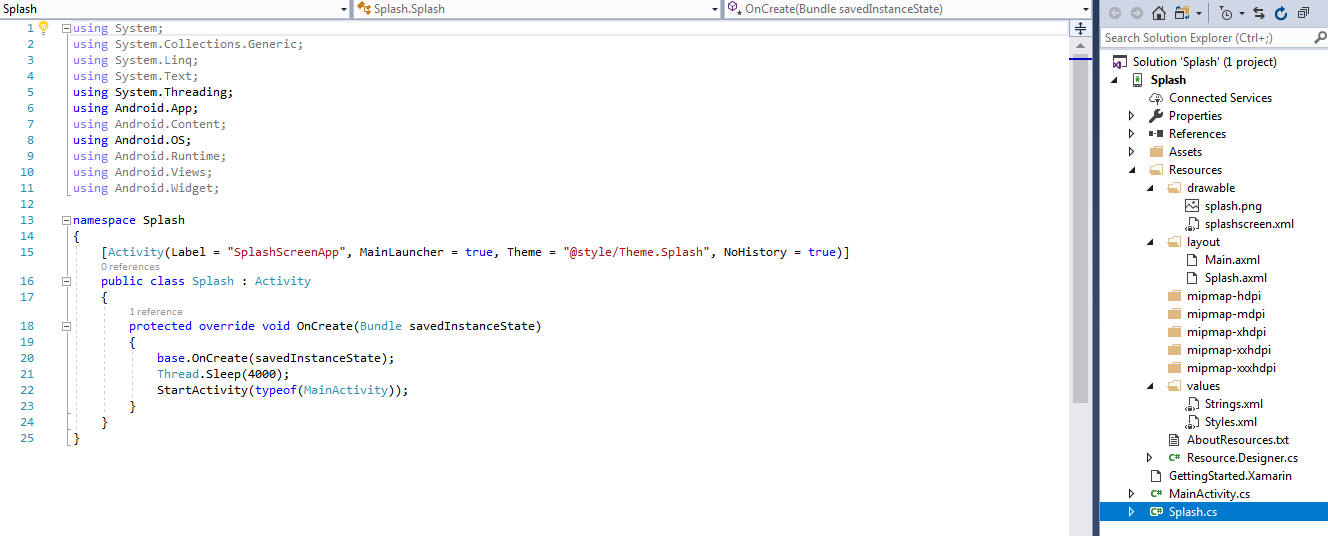 Splash
Splash.Splash
OnCreate(Bundle savedInstanceState)
1 using System;
2 using System.Collections.Generic;
3 using System.Linq;
4 using System.Text;
5 using System.Threading;
6 using Android.App;
7 using Android.Content;
8 using Android.OS;
9 using Android.Runtime;
10 using Android.Views;
11 using Android.Widget;
12
13 namespace Splash
14 {
15 [Activity(Label = "SplashScreenApp", MainLauncher = true, Theme = "@style/Theme.Splash", NoHistory = true)]
0 references
16 public class Splash : Activity
17 {
1 reference
18 protected override void OnCreate(Bundle savedInstanceState)
19 {
20 base.OnCreate(savedInstanceState);
21 Thread.Sleep(4000);
22 StartActivity(typeof(MainActivity));
23 }
24 }
25 }
Search Solution Explorer (Ctrl+;)
Solution 'Splash' (1 project)
Splash
Connected Services
Properties
References
Assets
Resources
drawable
splash.png
splashscreen.xml
layout
Main.axml
Splash.axml
mipmap-hdpi
mipmap-mdpi
mipmap-xhdpi
mipmap-xxhdpi
mipmap-xxxhdpi
values
Strings.xml
Styles.xml
AboutResources.txt
C# Resource.Designer.cs
GettingStarted.Xamarin
C# MainActivity.cs
C# Splash.cs